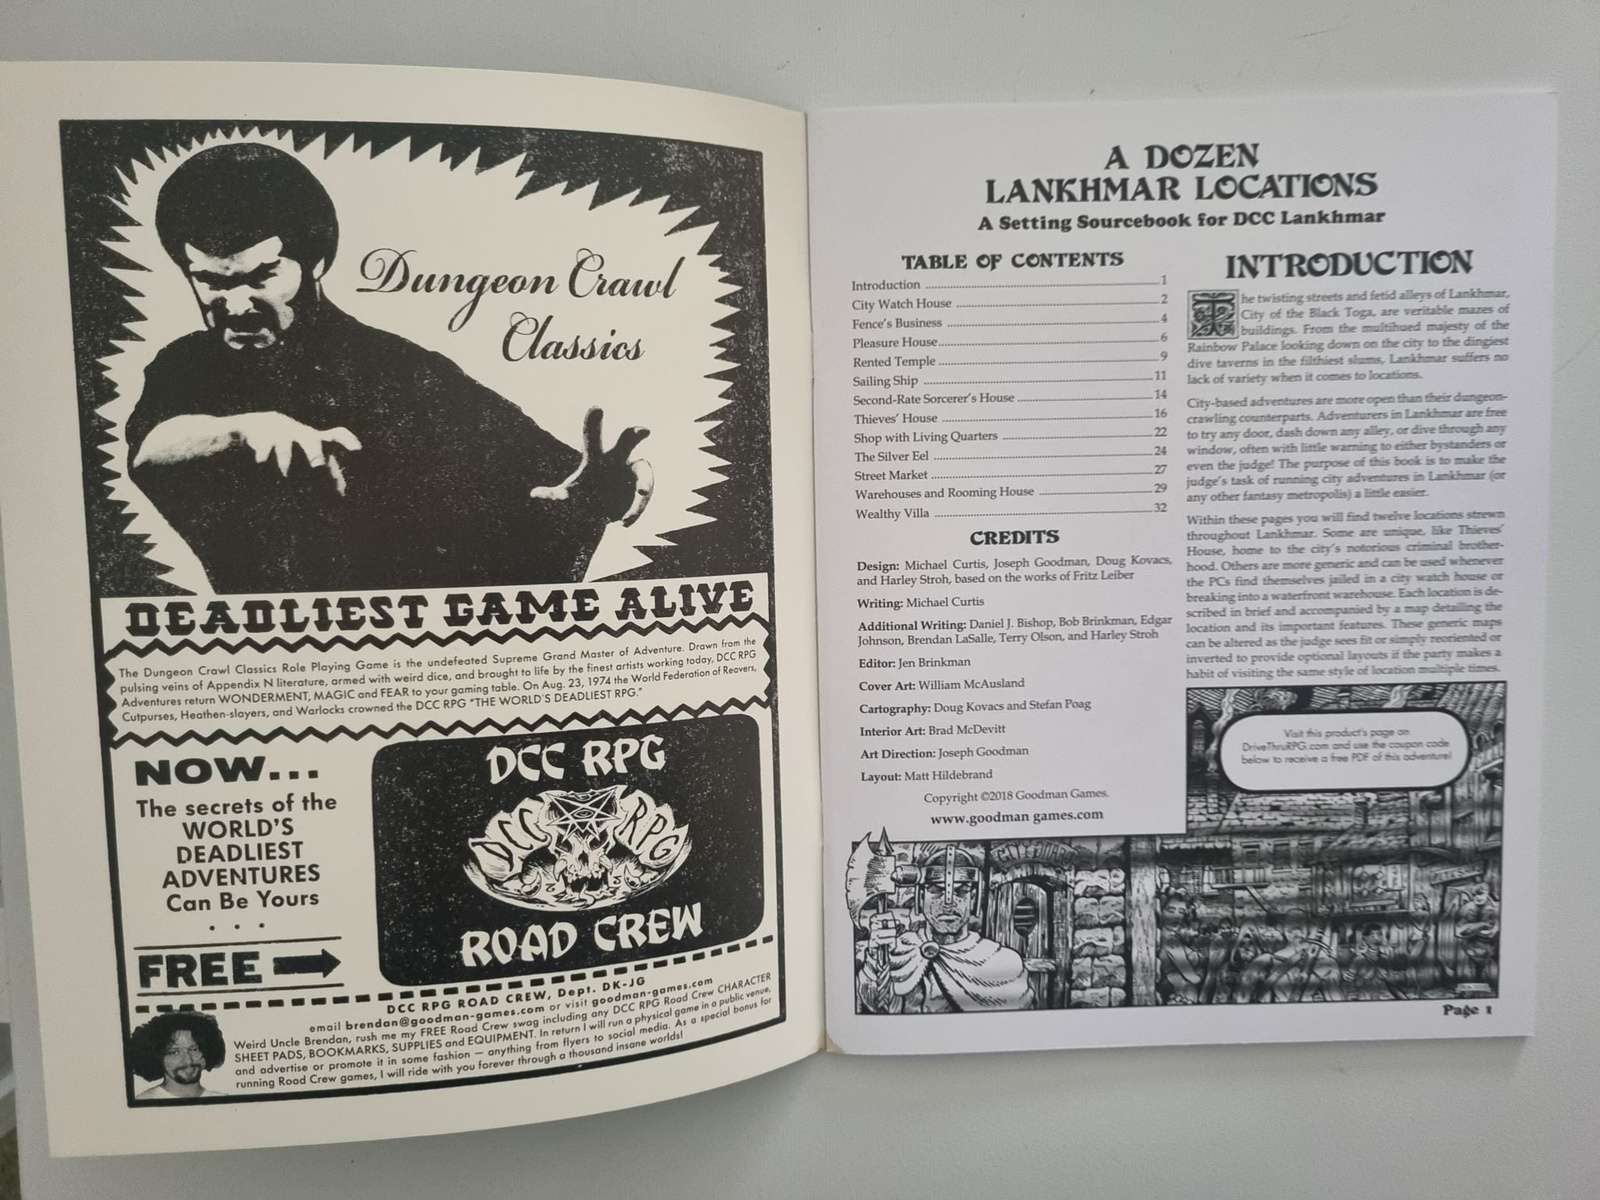 Dungeon Crawl
Classics
DEADLIEST GAME ALIVE
The Dungeon Crawl Classics Role Playing Game is the undefeated Supreme Grand Master of Adventure. Drawn from the
pulsing veins of Appendix N literature, armed with weird dice, and brought to life by the finest artists working today, DCC RPG
Adventures return WONDERMENT, MAGIC and FEAR to your gaming table. On Aug. 23, 1974 the World Federation of Reavers,
Cutpurses, Heathen-slayers, and Warlocks crowned the DCC RPG "THE WORLD'S DEADLIEST RPG."
NOW...
The secrets of the
WORLD'S
DEADLIEST
ADVENTURES
Can Be Yours
. . .
FREE
DCC RPG
DCC RPG
ROAD CREW
DCC RPG ROAD CREW, Dept. DK-JG
email brendan@goodman-games.com or visit goodman-games.com
Weird Uncle Brendan, rush me my FREE Road Crew swag including any DCC RPG Road Crew CHARACTER
SHEET PADS, BOOKMARKS, SUPPLIES and EQUIPMENT. In return I will run a physical game in a public venue,
and advertise or promote it in some fashion — anything from flyers to social media. As a special bonus for
running Road Crew games, I will ride with you forever through a thousand insane worlds!
A DOZEN
LANKHMAR LOCATIONS
A Setting Sourcebook for DCC Lankhmar
TABLE OF CONTENTS
Introduction 1
City Watch House 2
Fence's Business 4
Pleasure House 6
Rented Temple 9
Sailing Ship 11
Second-Rate Sorcerer's House 14
Thieves' House 16
Shop with Living Quarters 22
The Silver Eel 24
Street Market 27
Warehouses and Rooming House 29
Wealthy Villa 32
CREDITS
Design: Michael Curtis, Joseph Goodman, Doug Kovacs,
and Harley Stroh, based on the works of Fritz Leiber
Writing: Michael Curtis
Additional Writing: Daniel J. Bishop, Bob Brinkman, Edgar
Johnson, Brendan LaSalle, Terry Olson, and Harley Stroh
Editor: Jen Brinkman
Cover Art: William McAusland
Cartography: Doug Kovacs and Stefan Poag
Interior Art: Brad McDevitt
Art Direction: Joseph Goodman
Layout: Matt Hildebrand
Copyright ©2018 Goodman Games.
www.goodman games.com
INTRODUCTION
The twisting streets and fetid alleys of Lankhmar,
City of the Black Toga, are veritable mazes of
buildings. From the multihued majesty of the
Rainbow Palace looking down on the city to the dingiest
dive taverns in the filthiest slums, Lankhmar suffers no
lack of variety when it comes to locations.
City-based adventures are more open than their dungeon-
crawling counterparts. Adventurers in Lankhmar are free
to try any door, dash down any alley, or dive through any
window, often with little warning to either bystanders or
even the judge! The purpose of this book is to make the
judge's task of running city adventures in Lankhmar (or
any other fantasy metropolis) a little easier.
Within these pages you will find twelve locations strewn
throughout Lankhmar. Some are unique, like Thieves'
House, home to the city's notorious criminal brother-
hood. Others are more generic and can be used whenever
the PCs find themselves jailed in a city watch house or
breaking into a waterfront warehouse. Each location is de-
scribed in brief and accompanied by a map detailing the
location and its important features. These generic maps
can be altered as the judge sees fit or simply reoriented or
inverted to provide optional layouts if the party makes a
habit of visiting the same style of location multiple times.
Visit this product's page on
DriveThruRPG.com and use the coupon code
below to receive a free PDF of this adventure!
Page 1